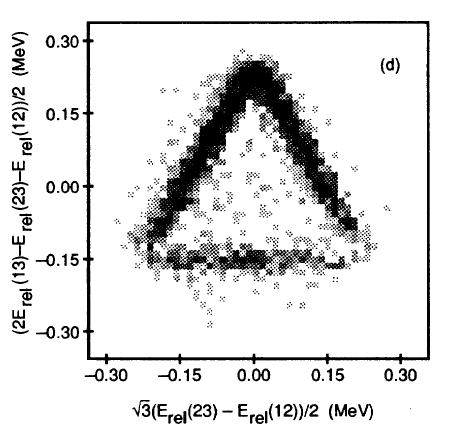 (2E_rel(13)−E_rel(23)−E_rel(12))/2 (MeV)
(d)
0.30
0.15
0.00
−0.15
−0.30
−0.30 −0.15 0.00 0.15 0.30
√3(E_rel(23) − E_rel(12))/2 (MeV)